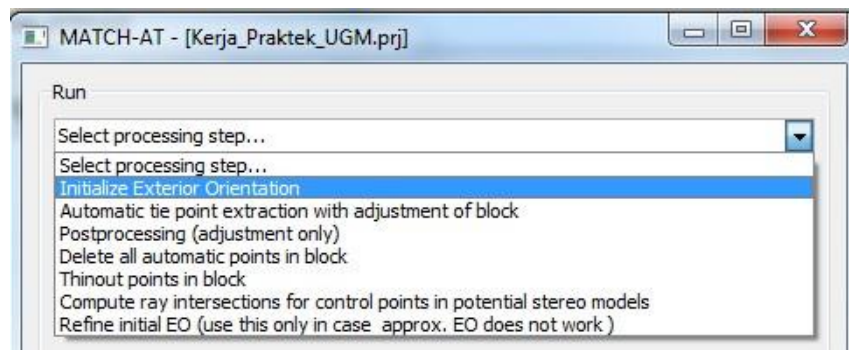 MATCH-AT - [Kerja_Praktek_UGM.prj]
Run
Select processing step...
Select processing step...
Initialize Exterior Orientation
Automatic tie point extraction with adjustment of block
Postprocessing (adjustment only)
Delete all automatic points in block
Thinout points in block
Compute ray intersections for control points in potential stereo models
Refine initial EO (use this only in case  approx. EO does not work )